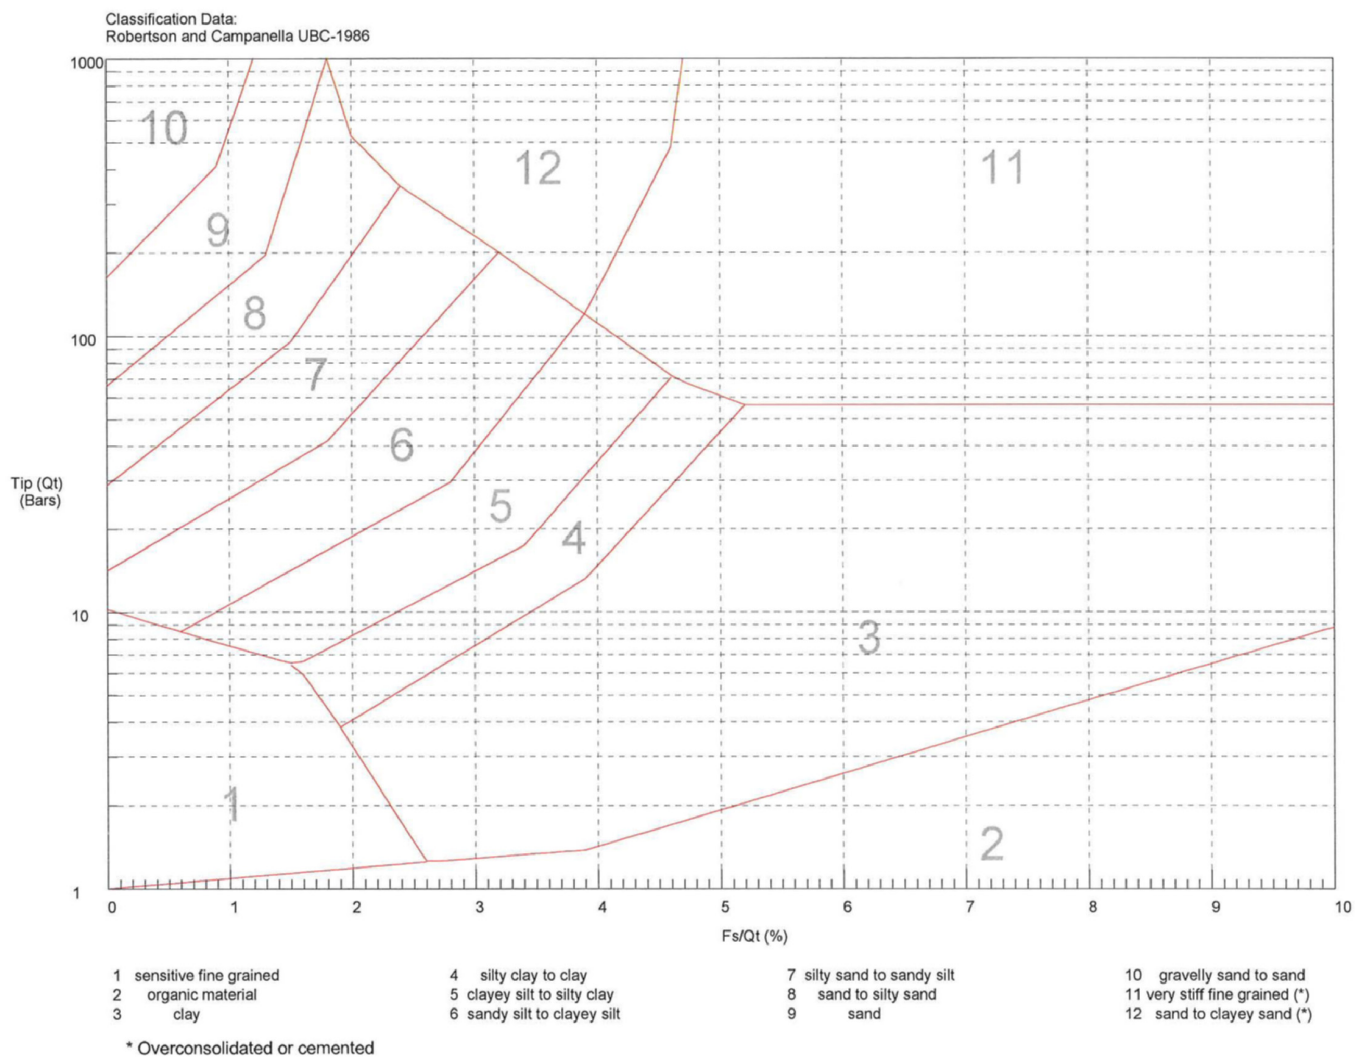 Classification Data:
Robertson and Campanella UBC-1986
1000
10
12
11
9
8
100
7
6
Tip (Qt)
(Bars)
5
4
10
3
1
2
1
0 1 2 3 4 5 6 7 8 9 10
Fs/Qt (%)
1 sensitive fine grained 4 silty clay to clay 7 silty sand to sandy silt 10 gravelly sand to sand
2 organic material 5 clayey silt to silty clay 8 sand to silty sand 11 very stiff fine grained (*)
3 clay 6 sandy silt to clayey silt 9 sand 12 sand to clayey sand (*)
* Overconsolidated or cemented